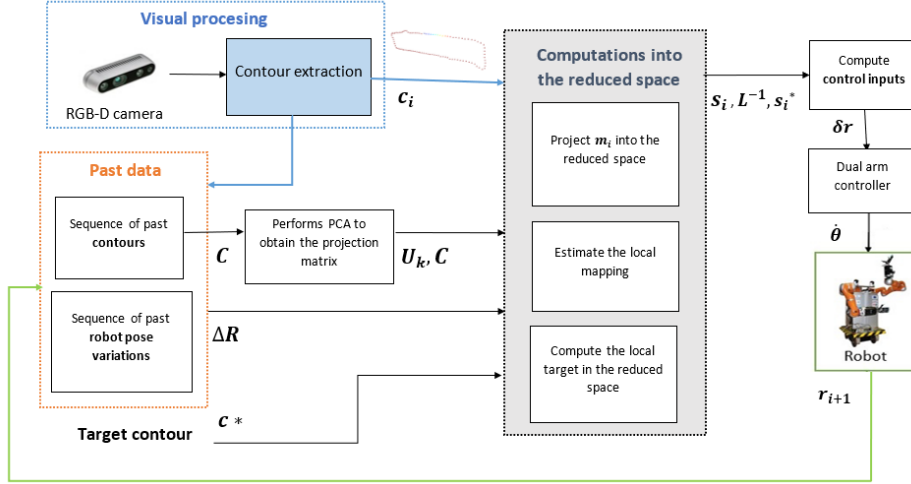 Visual procesing
RGB-D camera
Contour extraction
c_i
Past data
Sequence of past
contours
Sequence of past
robot pose
variations
C
Performs PCA to
obtain the projection
matrix
U_k, C
ΔR
Target contour
c *
Computations into
the reduced space
Project m_i into the
reduced space
Estimate the local
mapping
Compute the local
target in the reduced
space
s_i, L^{-1}, s_i^*
Compute
control inputs
δr
Dual arm
controller
θ̇
Robot
r_{i+1}